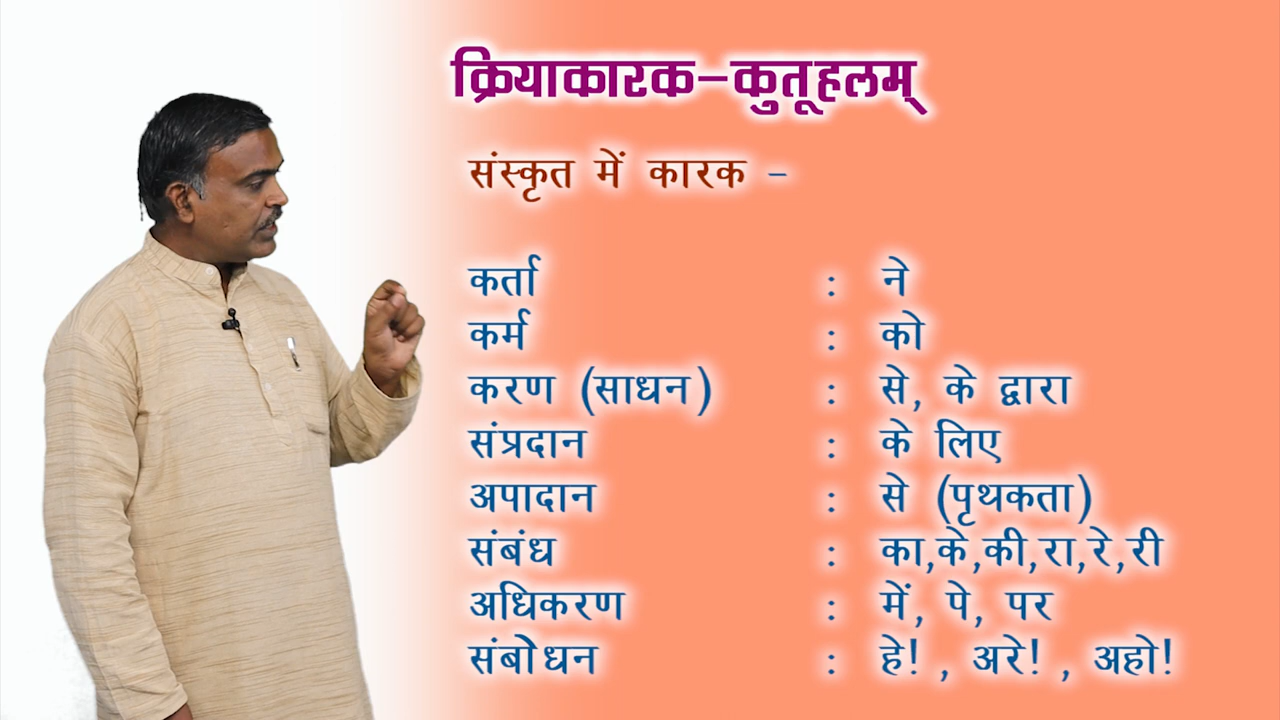 क्रियाकारक-कुतूहलम्
संस्कृत में कारक -
कर्ता : ने
कर्म : को
करण (साधन) : से, के द्वारा
संप्रदान : के लिए
अपादान : से (पृथकता)
संबंध : का,के,की,रा,रे,री
अधिकरण : में, पे, पर
संबोधन : हे! , अरे! , अहो!